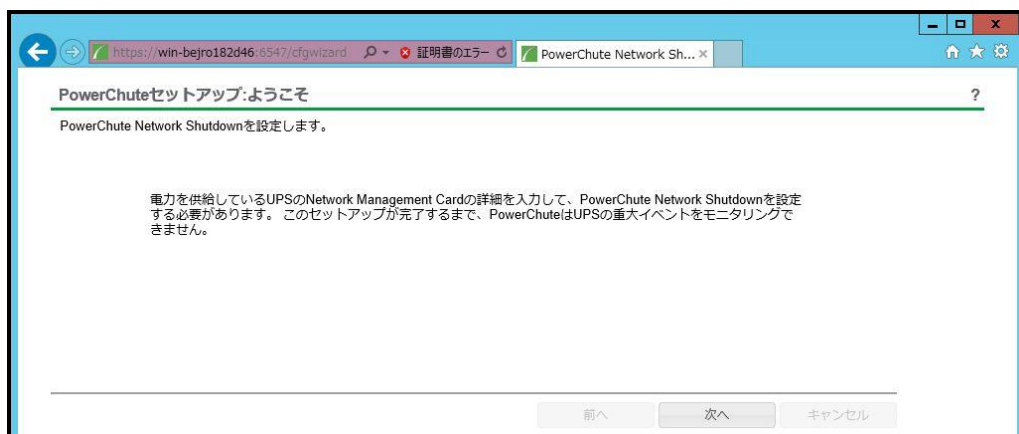 https://win-bejro182d46:6547/cfgwizard 証明書のエラー PowerChute Network Sh...
PowerChuteセットアップ:ようこそ ?
PowerChute Network Shutdownを設定します。
電力を供給しているUPSのNetwork Management Cardの詳細を入力して、PowerChute Network Shutdownを設定
する必要があります。 このセットアップが完了するまで、PowerChuteはUPSの重大イベントをモニタリングで
きません。
前へ 次へ キャンセル